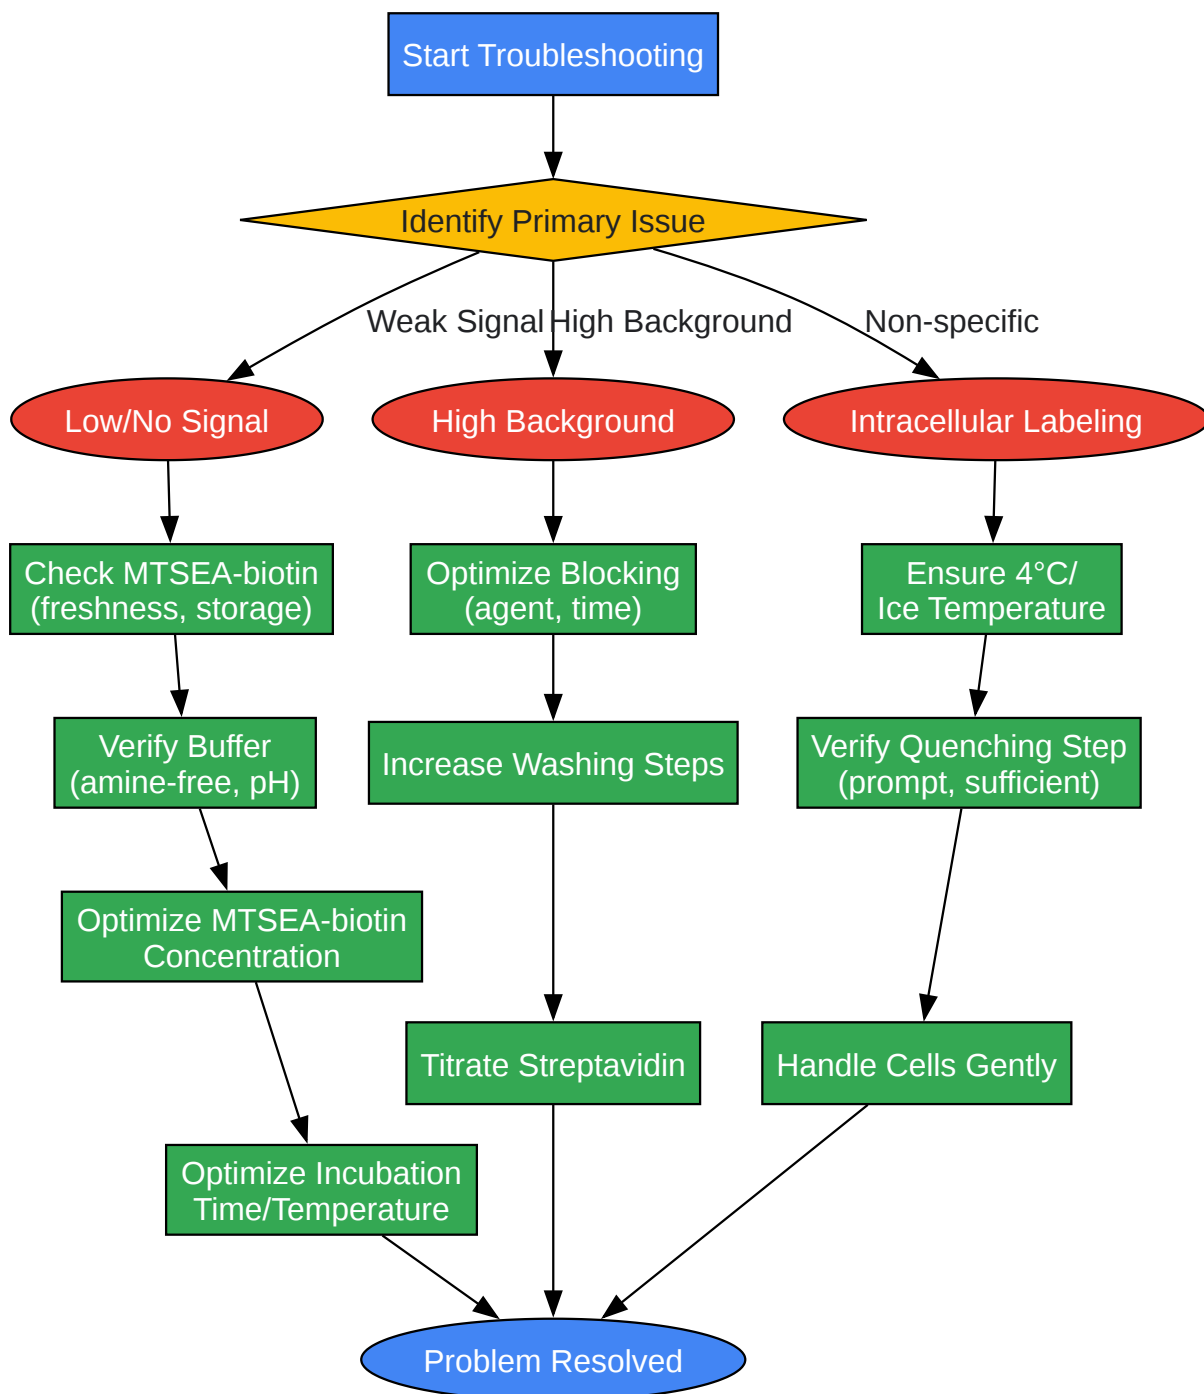 Start Troubleshooting
Identify Primary Issue
Weak Signal
High Background
Non-specific
Low/No Signal
High Background
Intracellular Labeling
Check MTSEA-biotin
(freshness, storage)
Optimize Blocking
(agent, time)
Ensure 4°C/
Ice Temperature
Verify Buffer
(amine-free, pH)
Increase Washing Steps
Verify Quenching Step
(prompt, sufficient)
Optimize MTSEA-biotin
Concentration
Titrate Streptavidin
Handle Cells Gently
Optimize Incubation
Time/Temperature
Problem Resolved